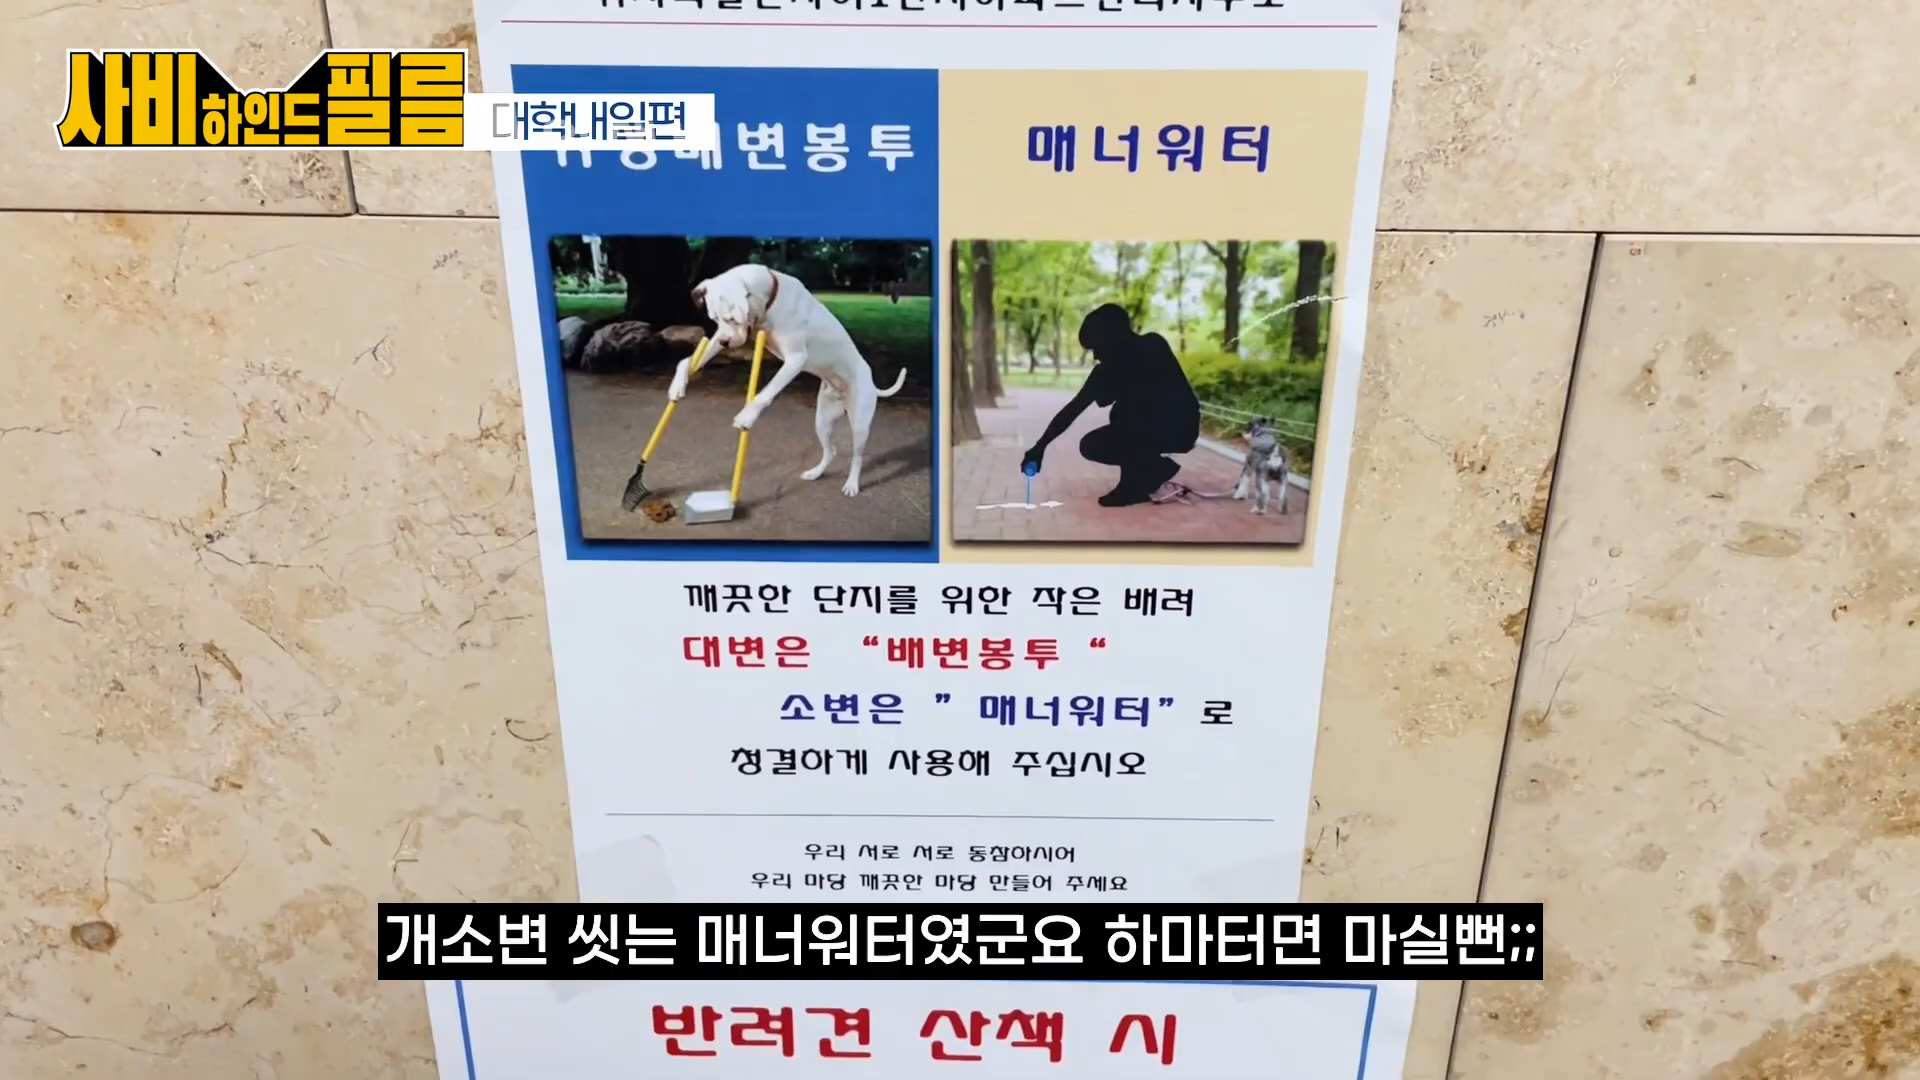 사비하인드필름
대학내일편
배변봉투
매너워터
깨끗한 단지를 위한 작은 배려
대변은 “배변봉투 “
소변은 ” 매너워터” 로
청결하게 사용해 주십시오
우리 서로 서로 동참하시어
우리 마당 깨끗한 마당 만들어 주세요
개소변 씻는 매너워터였군요 하마터면 마실뻔;;
반려견 산책 시